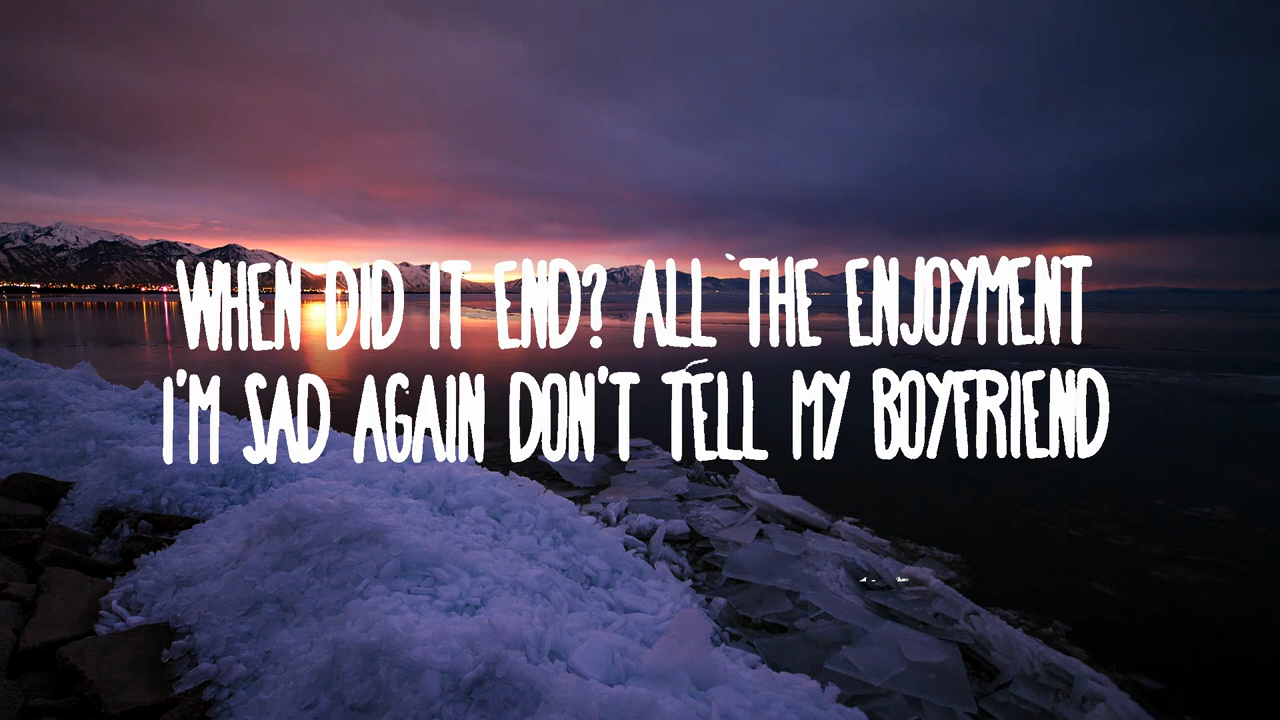 WHEN DID IT END? ALL THE ENJOYMENT
I'M SAD AGAIN DON'T TELL MY BOYFRIEND